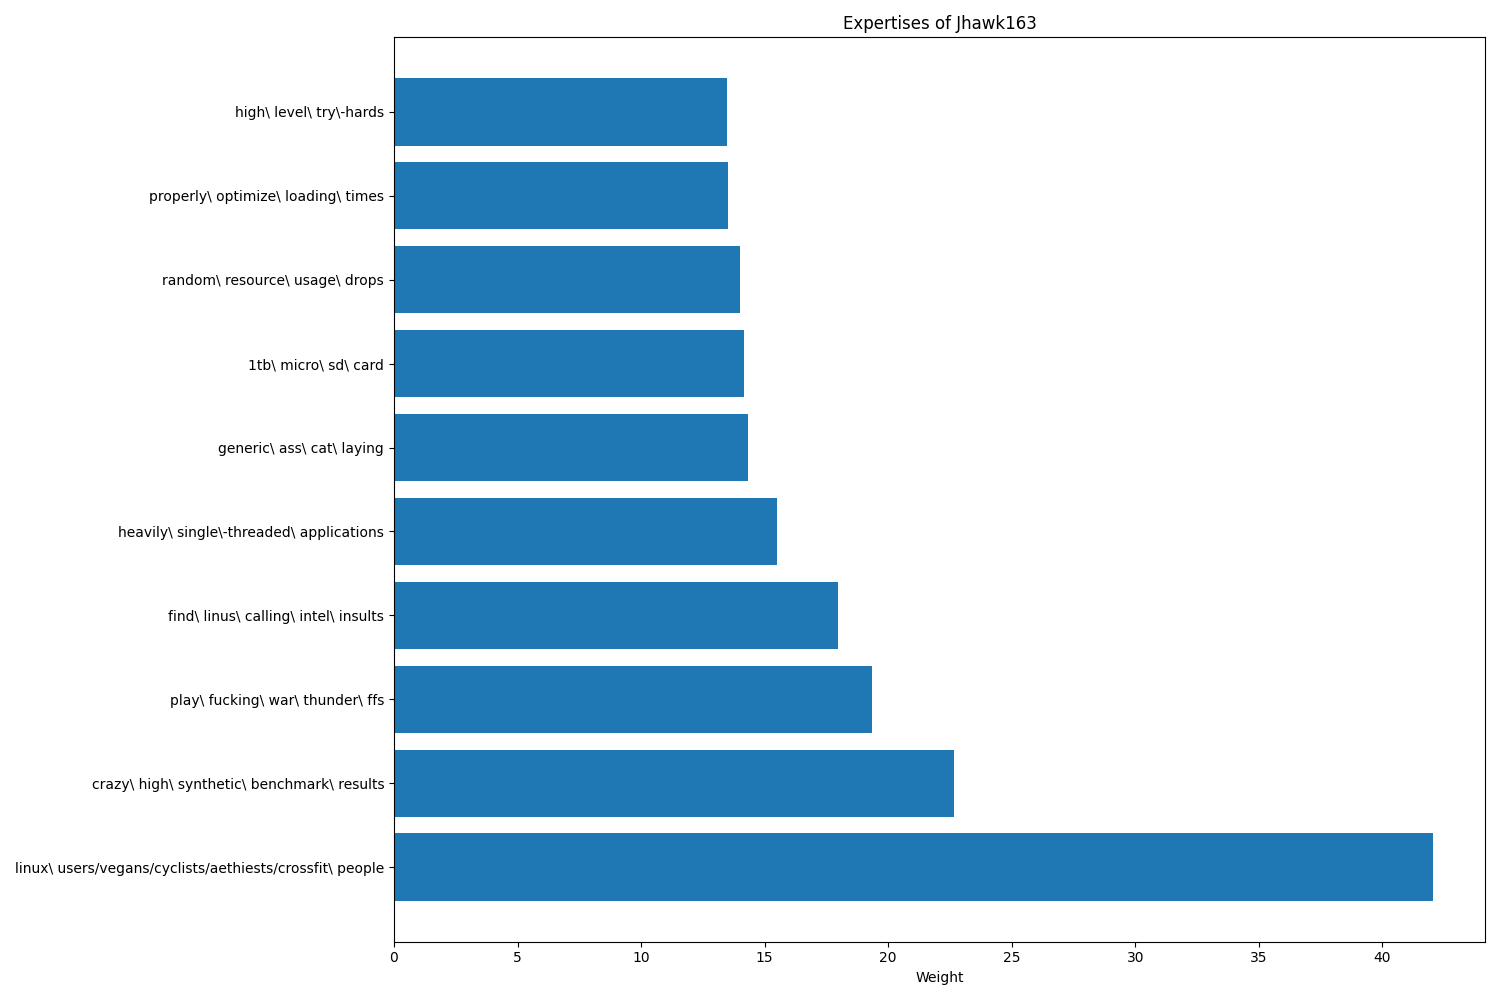 Expertises of Jhawk163
high\ level\ try\-hards
properly\ optimize\ loading\ times
random\ resource\ usage\ drops
1tb\ micro\ sd\ card
generic\ ass\ cat\ laying
heavily\ single\-threaded\ applications
find\ linus\ calling\ intel\ insults
play\ fucking\ war\ thunder\ ffs
crazy\ high\ synthetic\ benchmark\ results
linux\ users/vegans/cyclists/aethiests/crossfit\ people
0 5 10 15 20 25 30 35 40
Weight